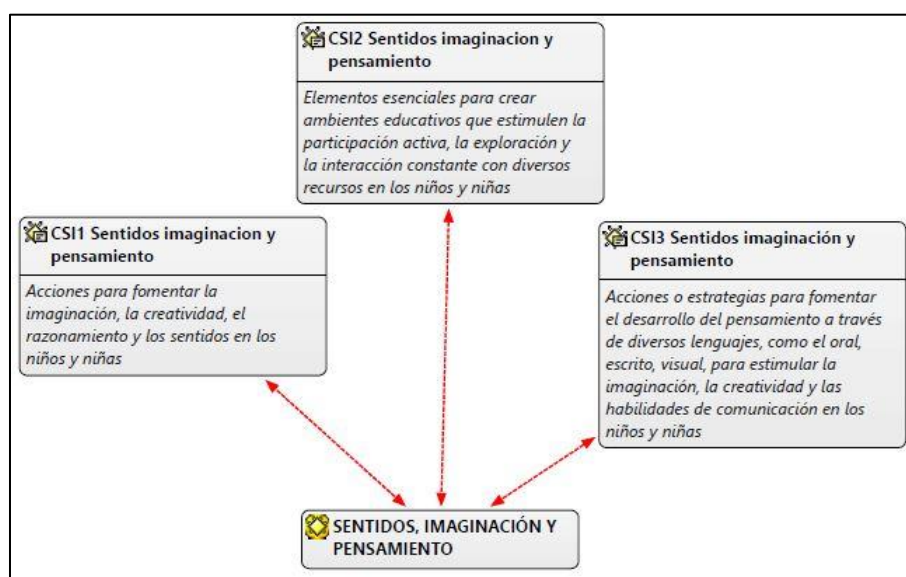 CSI2 Sentidos imaginacion y
pensamiento
Elementos esenciales para crear
ambientes educativos que estimulen la
participación activa, la exploración y
la interacción constante con diversos
recursos en los niños y niñas
CSI1 Sentidos imaginacion y
pensamiento
Acciones para fomentar la
imaginación, la creatividad, el
razonamiento y los sentidos en los
niños y niñas
CSI3 Sentidos imaginación y
pensamiento
Acciones o estrategias para fomentar
el desarrollo del pensamiento a través
de diversos lenguajes, como el oral,
escrito, visual, para estimular la
imaginación, la creatividad y las
habilidades de comunicación en los
niños y niñas
SENTIDOS, IMAGINACIÓN Y
PENSAMIENTO